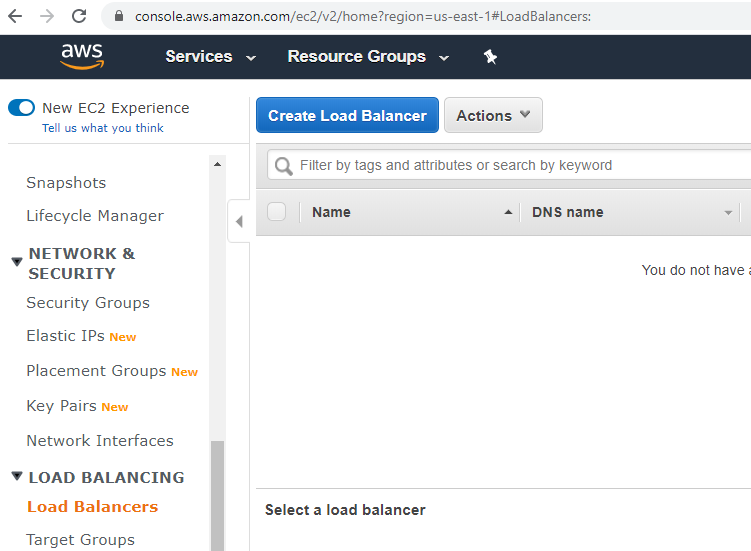 console.aws.amazon.com/ec2/v2/home?region=us-east-1#LoadBalancers:
aws Services Resource Groups
New EC2 Experience
Tell us what you think
Snapshots
Lifecycle Manager
NETWORK &
SECURITY
Security Groups
Elastic IPs New
Placement Groups New
Key Pairs New
Network Interfaces
LOAD BALANCING
Load Balancers
Target Groups
Create Load Balancer Actions
Filter by tags and attributes or search by keyword
Name DNS name
You do not have a
Select a load balancer